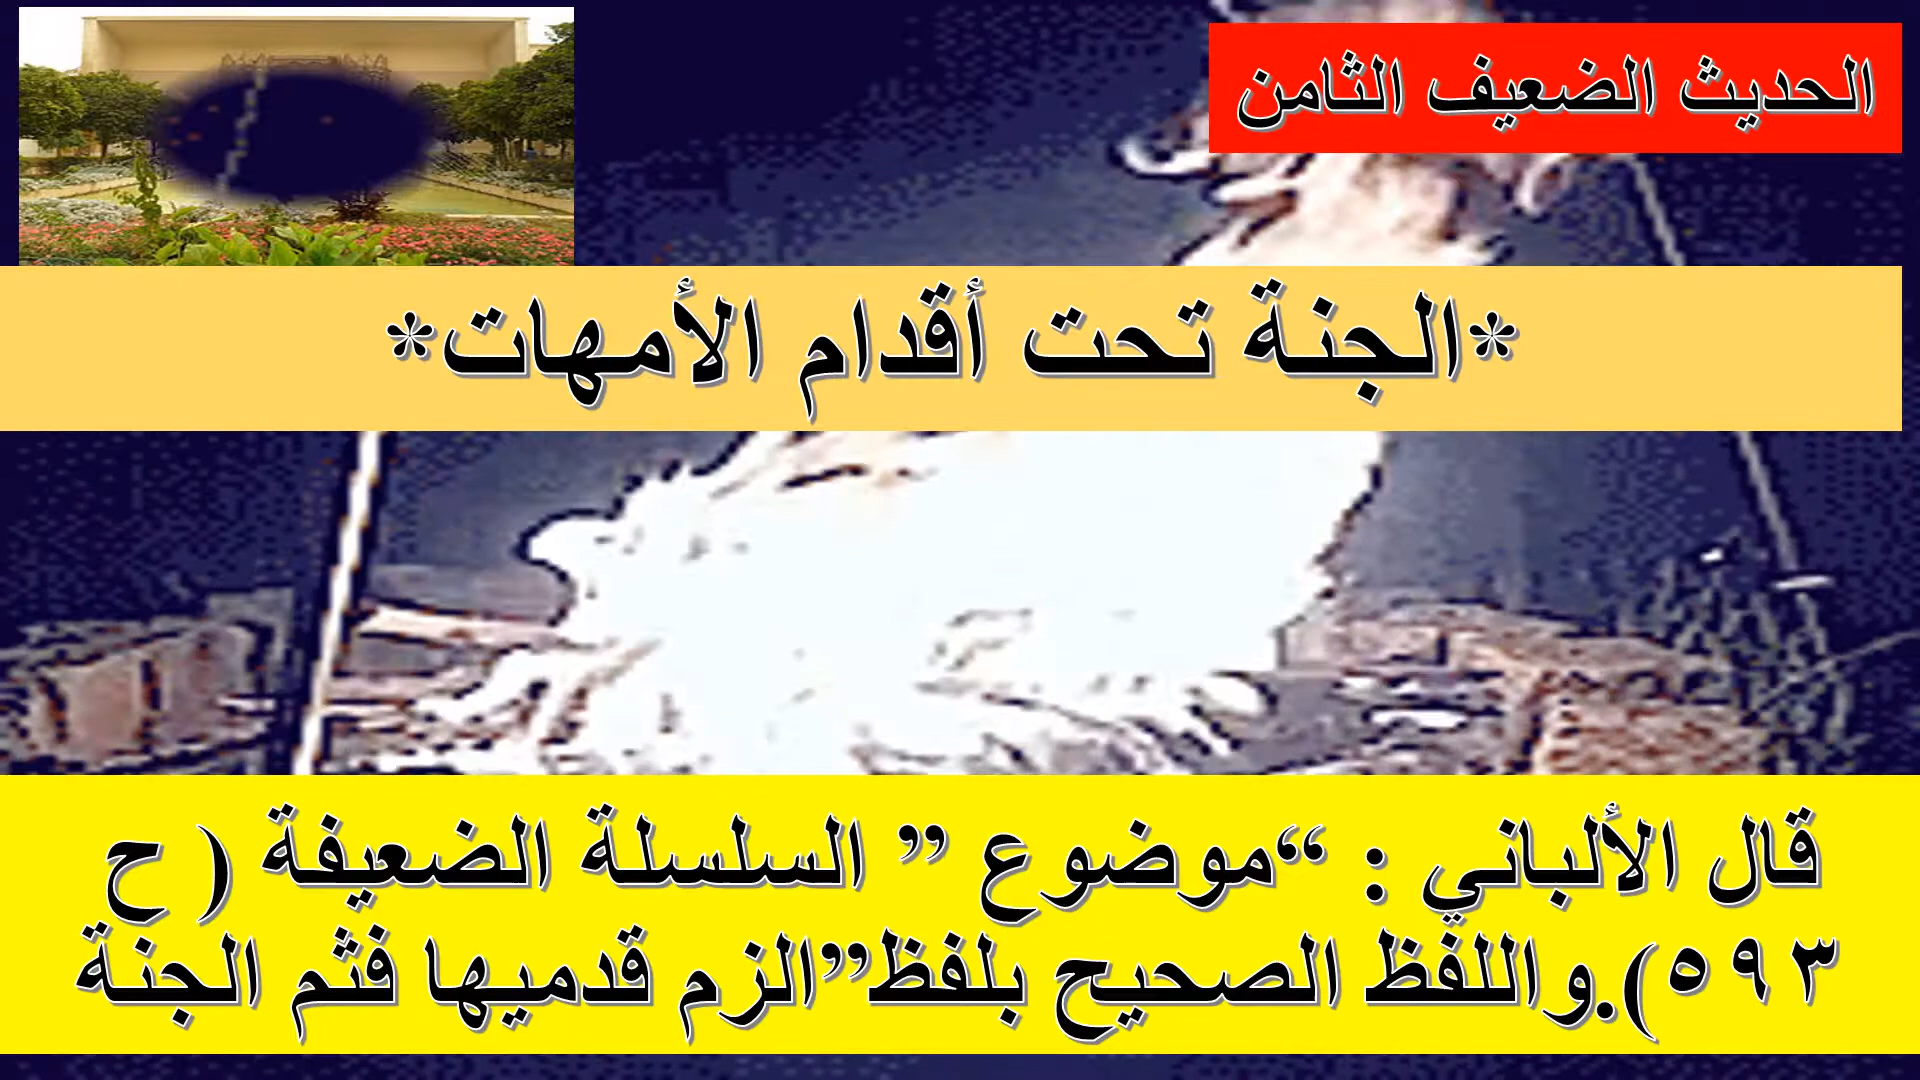 الحديث الضعيف الثامن
*الجنة تحت أقدام الأمهات*
قال الألباني : “موضوع ” السلسلة الضعيفة ( ح
٥٩٣).واللفظ الصحيح بلفظ”الزم قدميها فثم الجنة